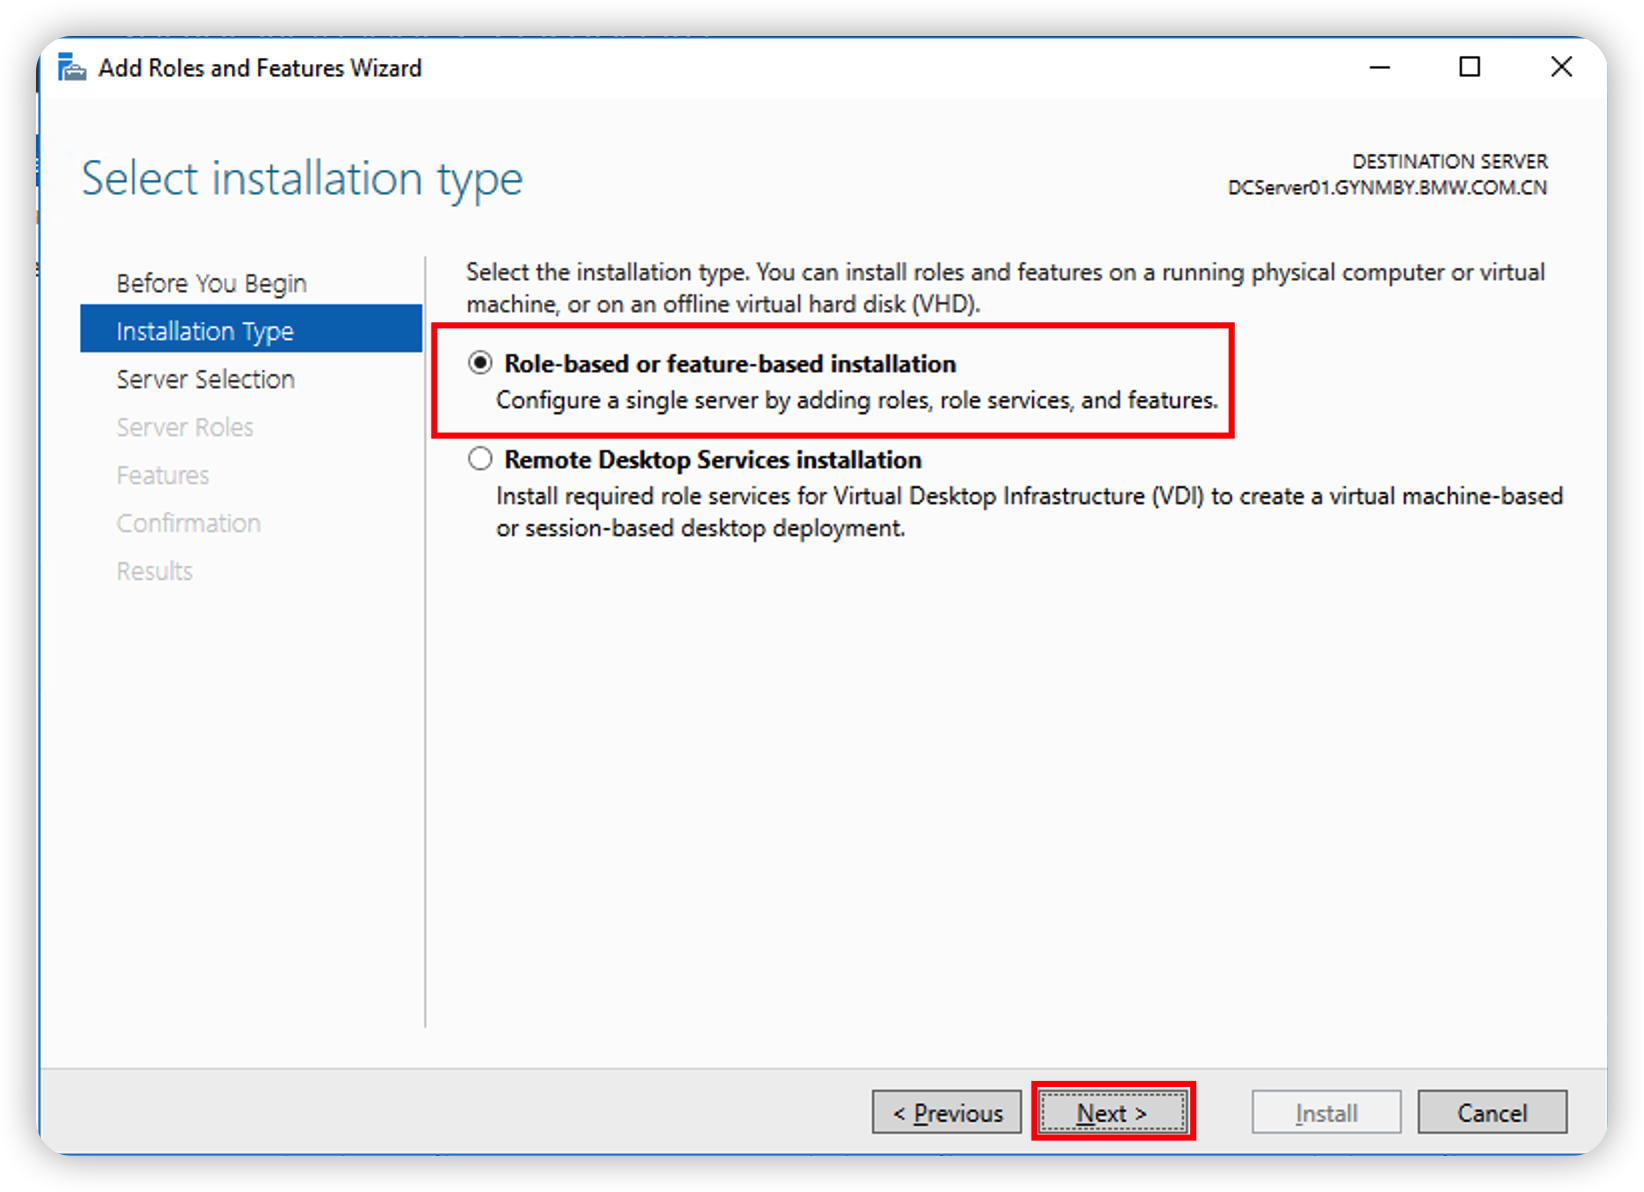 Add Roles and Features Wizard
Select installation type
DESTINATION SERVER
DCServer01.GYNMBY.BMW.COM.CN
Before You Begin
Installation Type
Server Selection
Server Roles
Features
Confirmation
Results
Select the installation type. You can install roles and features on a running physical computer or virtual
machine, or on an offline virtual hard disk (VHD).
Role-based or feature-based installation
Configure a single server by adding roles, role services, and features.
Remote Desktop Services installation
Install required role services for Virtual Desktop Infrastructure (VDI) to create a virtual machine-based
or session-based desktop deployment.
< Previous
Next >
Install
Cancel